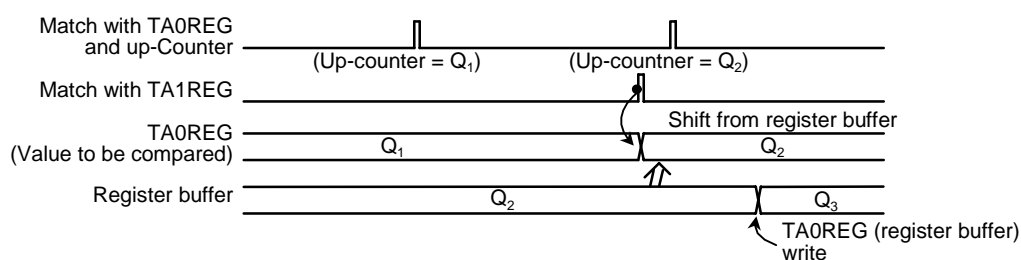 Match with TA0REG
and up-Counter
(Up-counter = Q₁)
(Up-countner = Q₂)
Match with TA1REG
Shift from register buffer
TA0REG
(Value to be compared)
Q₁
Q₂
Register buffer
Q₂
Q₃
TA0REG (register buffer)
write